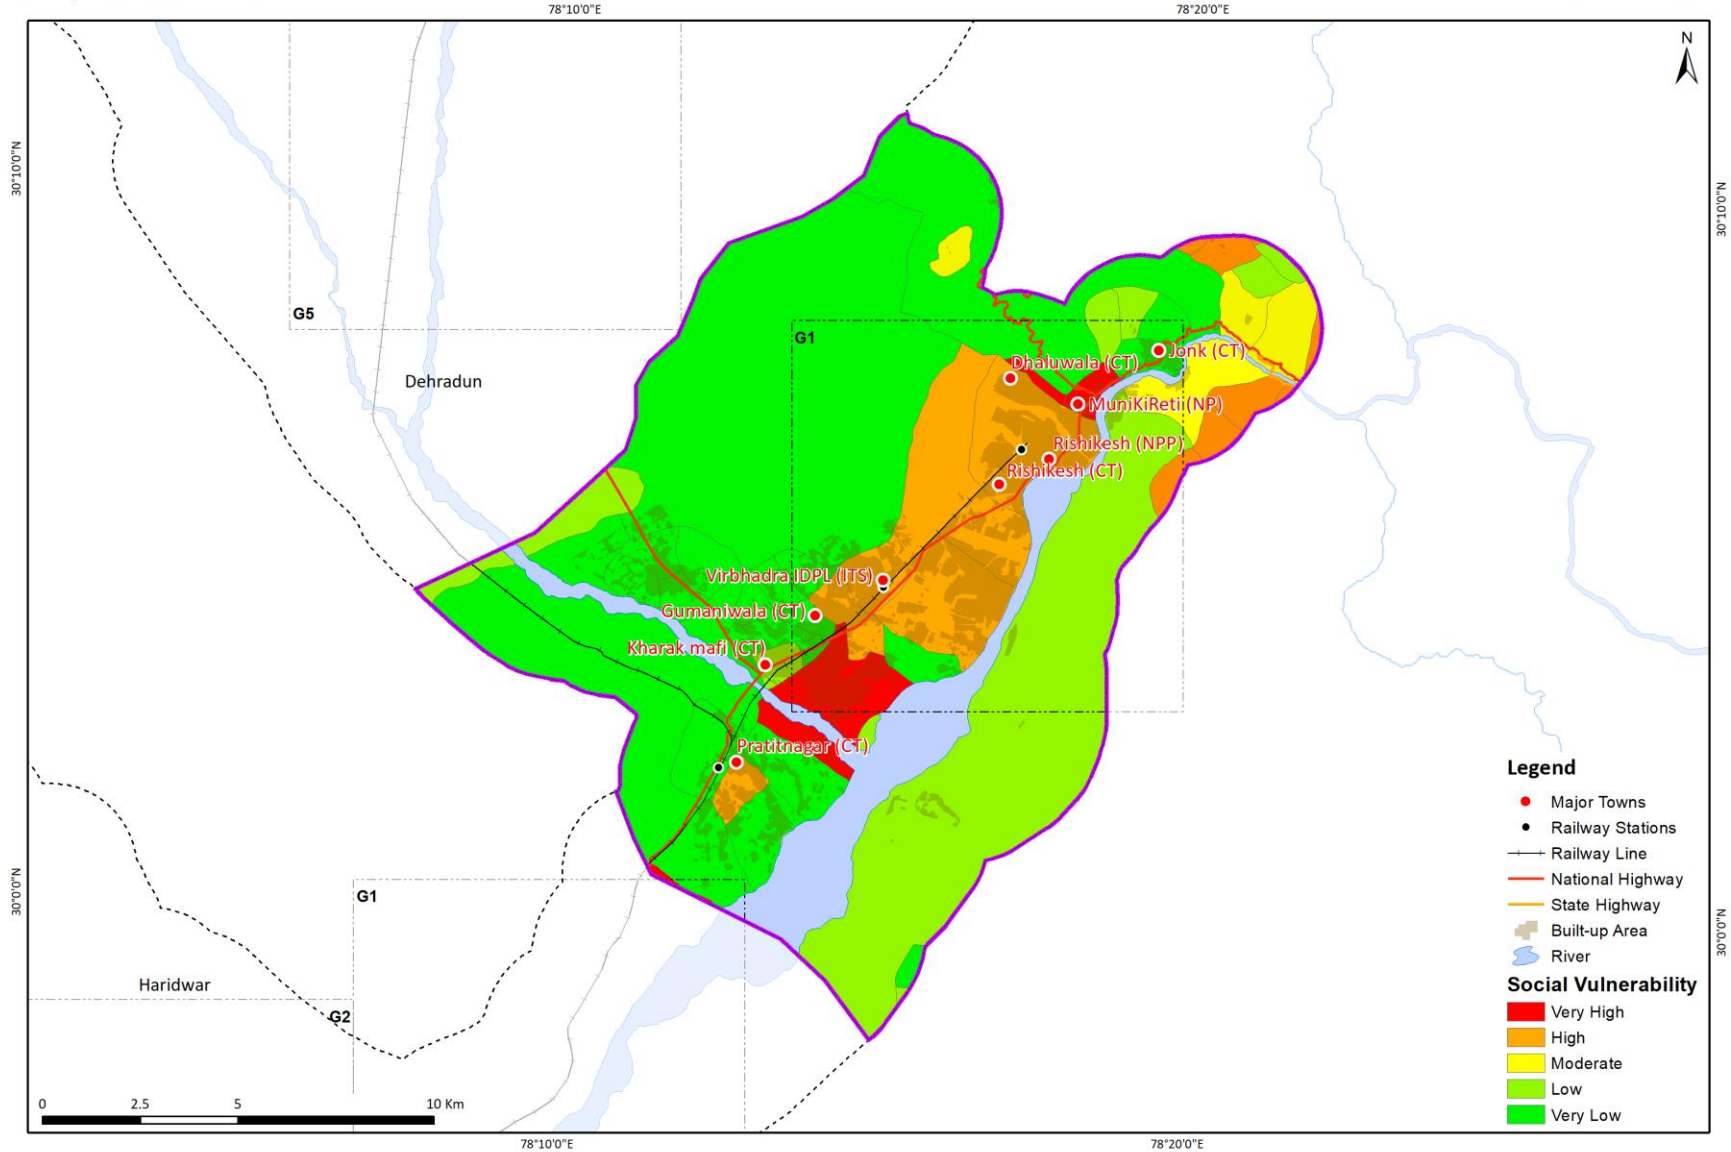 78°10'0"E
78°20'0"E
N
30°10'0"N
30°10'0"N
G5
G1
Dehradun
Dhaluwala (CT)
Jonk (CT)
MuniKiReti (NP)
Rishikesh (NPP)
Rishikesh (CT)
Virbhadra IDPL (ITS)
Gumaniwala (CT)
Kharak mafi (CT)
Pratitnagar (CT)
30°0'0"N
30°0'0"N
G1
Haridwar
G2
Legend
Major Towns
Railway Stations
Railway Line
National Highway
State Highway
Built-up Area
River
Social Vulnerability
Very High
High
Moderate
Low
Very Low
0 2.5 5 10 Km
78°10'0"E
78°20'0"E